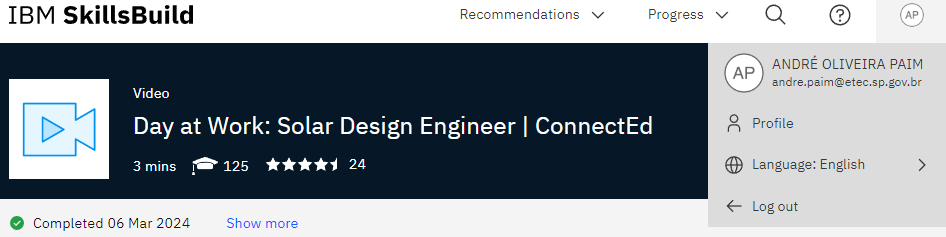 IBM SkillsBuild
Recommendations
Progress
AP
AP
ANDRÉ OLIVEIRA PAIM
andre.paim@etec.sp.gov.br
Profile
Language: English
Log out
Video
Day at Work: Solar Design Engineer | ConnectEd
3 mins 125 24
Completed 06 Mar 2024 Show more